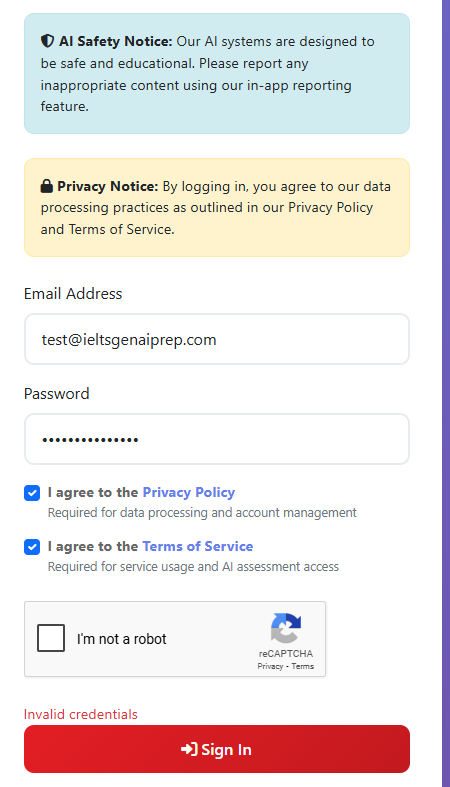 AI Safety Notice: Our AI systems are designed to
be safe and educational. Please report any
inappropriate content using our in-app reporting
feature.
Privacy Notice: By logging in, you agree to our data
processing practices as outlined in our Privacy Policy
and Terms of Service.
Email Address
test@ieltsgenaiprep.com
Password
•••••••••••••••
I agree to the Privacy Policy
Required for data processing and account management
I agree to the Terms of Service
Required for service usage and AI assessment access
I'm not a robot
reCAPTCHA
Privacy - Terms
Invalid credentials
Sign In